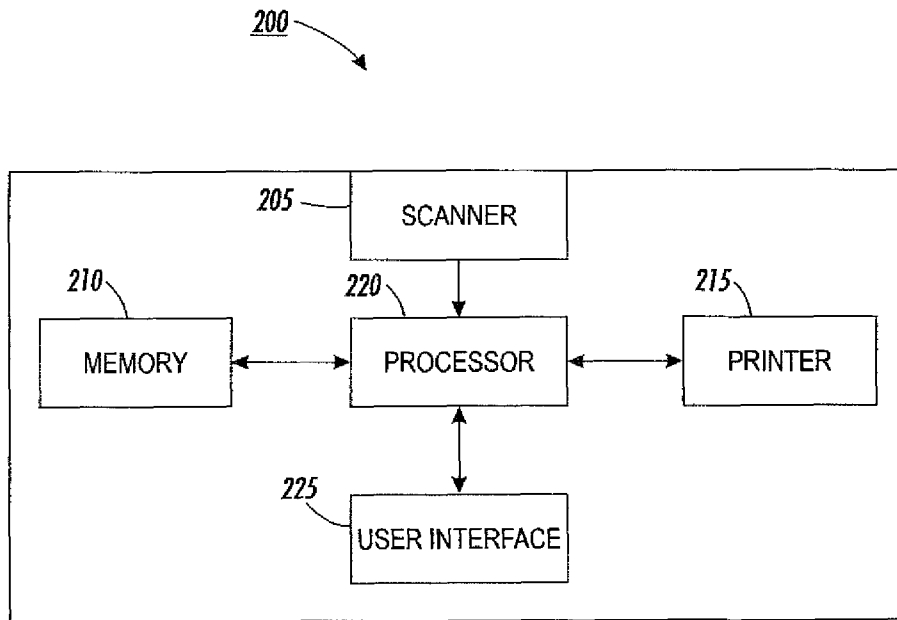 200
205
SCANNER
210
220
215
MEMORY
PROCESSOR
PRINTER
225
USER INTERFACE